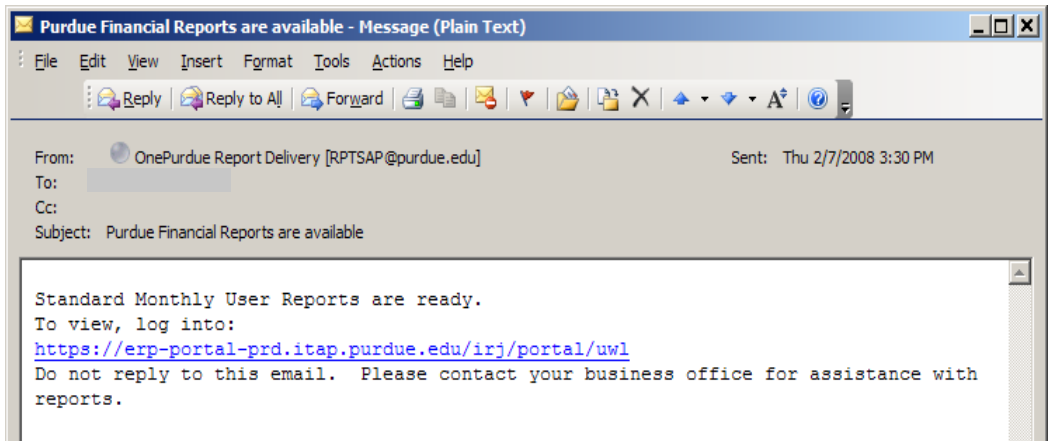 Purdue Financial Reports are available - Message (Plain Text)
File Edit View Insert Format Tools Actions Help
Reply Reply to All Forward
From: OnePurdue Report Delivery [RPTSAP@purdue.edu] Sent: Thu 2/7/2008 3:30 PM
To:
Cc:
Subject: Purdue Financial Reports are available
Standard Monthly User Reports are ready.
To view, log into:
https://erp-portal-prd.itap.purdue.edu/irj/portal/uwl
Do not reply to this email.  Please contact your business office for assistance with
reports.